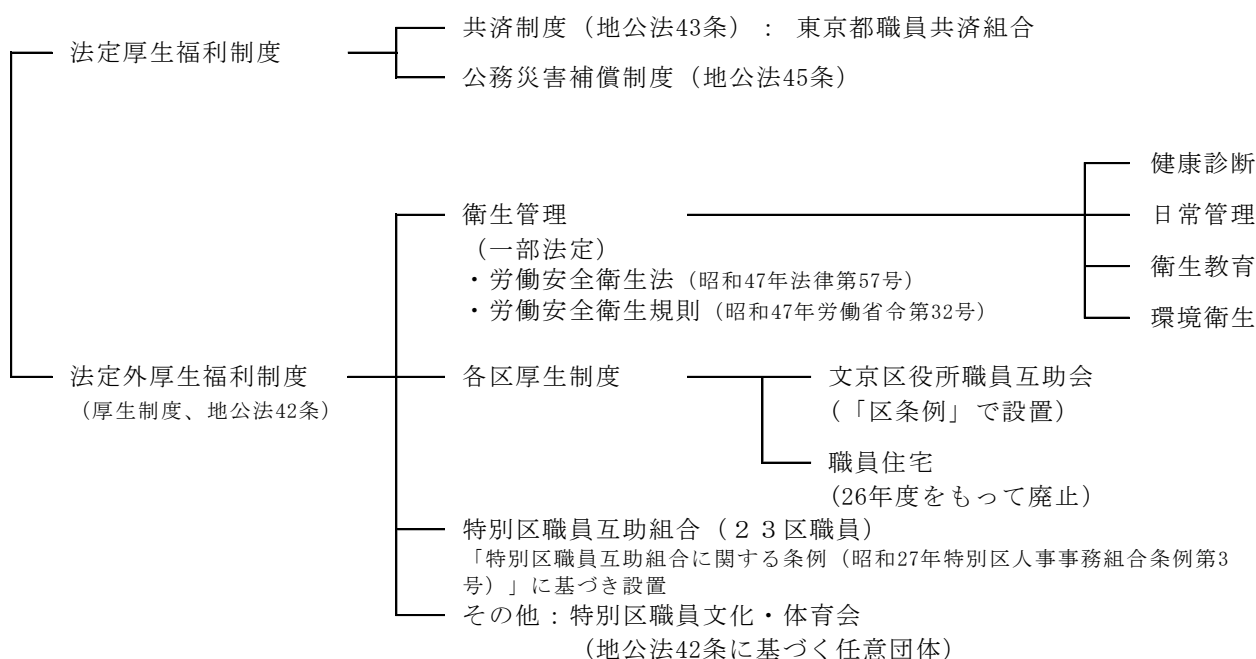 法定厚生福利制度
共済制度（地公法43条）： 東京都職員共済組合
公務災害補償制度（地公法45条）
法定外厚生福利制度
（厚生制度、地公法42条）
衛生管理
（一部法定）
・労働安全衛生法（昭和47年法律第57号）
・労働安全衛生規則（昭和47年労働省令第32号）
健康診断
日常管理
衛生教育
環境衛生
各区厚生制度
文京区役所職員互助会
（「区条例」で設置）
職員住宅
（26年度をもって廃止）
特別区職員互助組合（２３区職員）
「特別区職員互助組合に関する条例（昭和27年特別区人事事務組合条例第3
号）」に基づき設置
その他：特別区職員文化・体育会
（地公法42条に基づく任意団体）